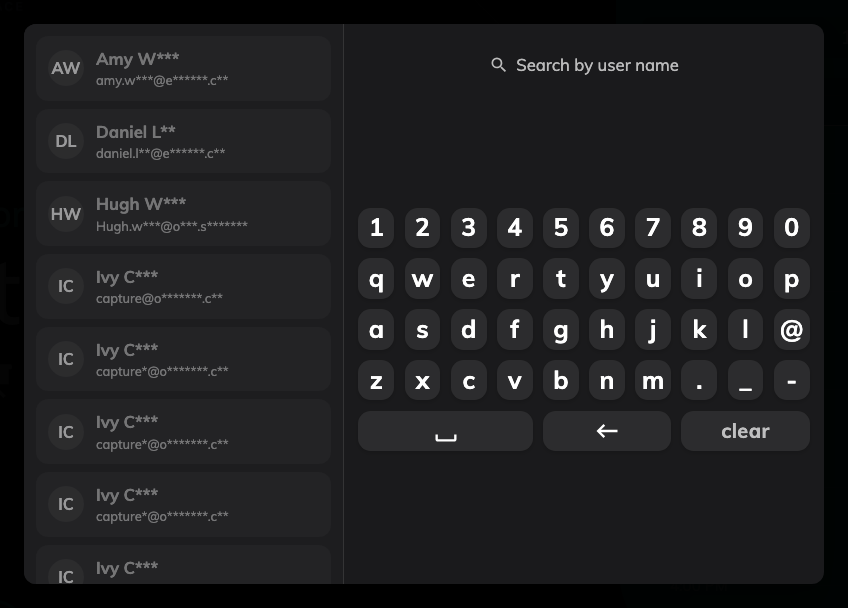 AW
Amy W***
amy.w***@e******.c**
DL
Daniel L**
daniel.l**@e******.c**
HW
Hugh W***
Hugh.w***@o***.s*******
IC
Ivy C***
capture@o*******.c**
IC
Ivy C***
capture*@o*******.c**
IC
Ivy C***
capture*@o*******.c**
IC
Ivy C***
capture*@o*******.c**
IC
Ivy C***
Search by user name
1 2 3 4 5 6 7 8 9 0
q w e r t y u i o p
a s d f g h j k l @
z x c v b n m . _ -
clear